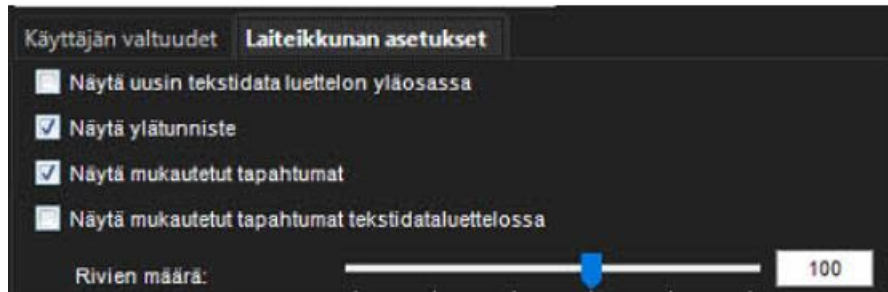 Käyttäjän valtuudet Laiteikkunan asetukset
Näytä uusin tekstidata luettelon yläosassa
Näytä ylätunniste
Näytä mukautetut tapahtumat
Näytä mukautetut tapahtumat tekstidataluettelossa
Rivien määrä: 100